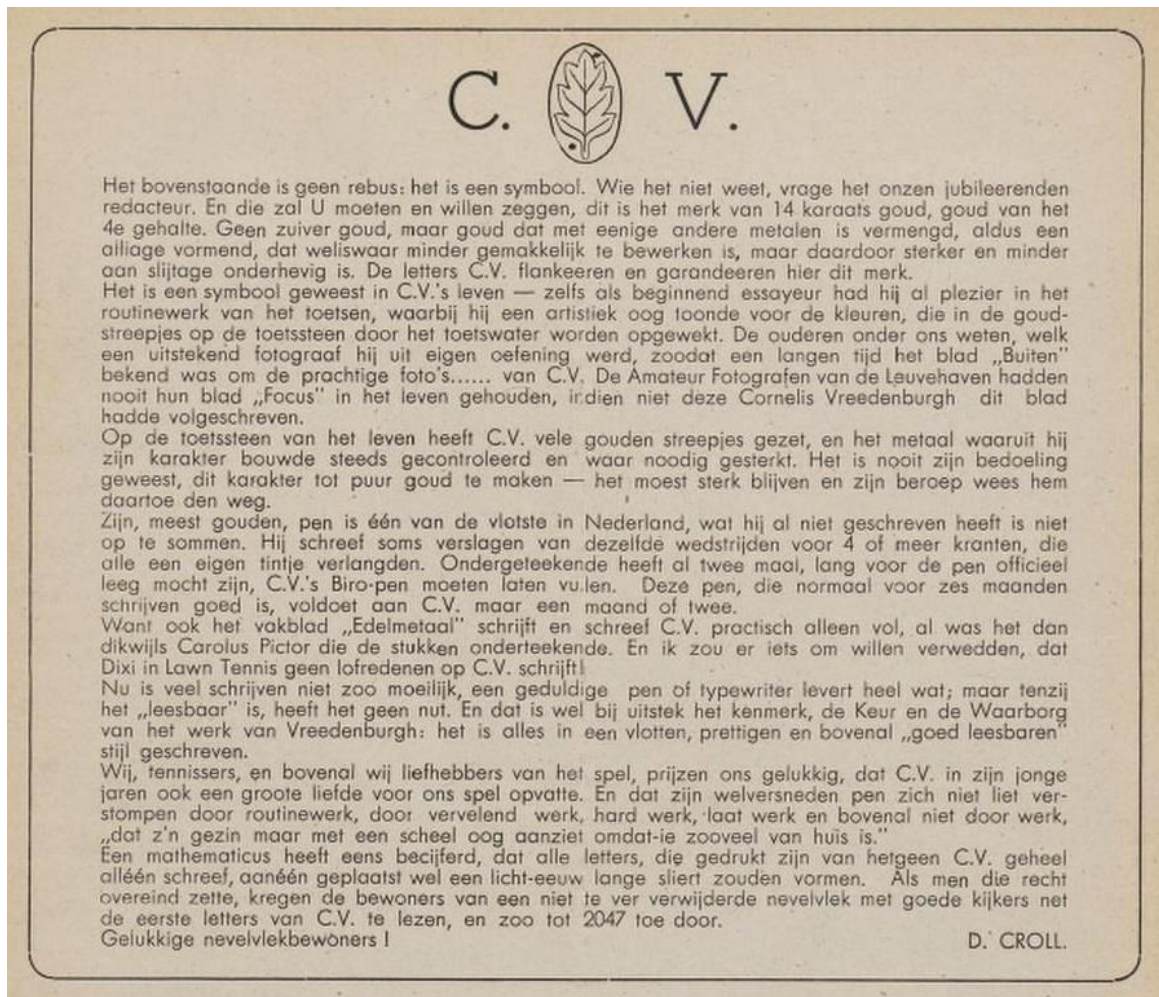 C. V.
Het bovenstaande is geen rebus: het is een symbool. Wie het niet weet, vrage het onzen jubileerenden
redacteur. En die zal U moeten en willen zeggen, dit is het merk van 14 karaats goud, goud van het
4e gehalte. Geen zuiver goud, maar goud dat met eenige andere metalen is vermengd, aldus een
alliage vormend, dat weliswaar minder gemakkelijk te bewerken is, maar daardoor sterker en minder
aan slijtage onderhevig is. De letters C.V. flankeeren en garandeeren hier dit merk.
Het is een symbool geweest in C.V.'s leven — zelfs als beginnend essayeur had hij al plezier in het
routinewerk van het toetsen, waarbij hij een artistiek oog toonde voor de kleuren, die in de goud-
streepjes op de toetssteen door het toetswater worden opgewekt. De ouderen onder ons weten, welk
een uitstekend fotograaf hij uit eigen oefening werd, zoodat een langen tijd het blad „Buiten"
bekend was om de prachtige foto's...... van C.V. De Amateur Fotografen van de Leuvehaven hadden
nooit hun blad „Focus" in het leven gehouden, indien niet deze Cornelis Vreedenburgh dit blad
hadde volgeschreven.
Op de toetssteen van het leven heeft C.V. vele gouden streepjes gezet, en het metaal waaruit hij
zijn karakter bouwde steeds gecontroleerd en waar noodig gesterkt. Het is nooit zijn bedoeling
geweest, dit karakter tot puur goud te maken — het moest sterk blijven en zijn beroep wees hem
daartoe den weg.
Zijn, meest gouden, pen is één van de vlotste in Nederland, wat hij al niet geschreven heeft is niet
op te sommen. Hij schreef soms verslagen van dezelfde wedstrijden voor 4 of meer kranten, die
alle een eigen tintje verlangden. Ondergeteekende heeft al twee maal, lang voor de pen officieel
leeg mocht zijn, C.V.'s Biro-pen moeten laten vullen. Deze pen, die normaal voor zes maanden
schrijven goed is, voldoet aan C.V. maar een maand of twee.
Want ook het vakblad „Edelmetaal" schrijft en schreef C.V. practisch alleen vol, al was het dan
dikwijls Carolus Pictor die de stukken onderteekende. En ik zou er iets om willen verwedden, dat
Dixi in Lawn Tennis geen lofredenen op C.V. schrijft!
Nu is veel schrijven niet zoo moeilijk, een geduldige pen of typewriter levert heel wat; maar tenzij
het „leesbaar" is, heeft het geen nut. En dat is wel bij uitstek het kenmerk, de Keur en de Waarborg
van het werk van Vreedenburgh: het is alles in een vlotten, prettigen en bovenal „goed leesbaren"
stijl geschreven.
Wij, tennissers, en bovenal wij liefhebbers van het spel, prijzen ons gelukkig, dat C.V. in zijn jonge
jaren ook een groote liefde voor ons spel opvatte. En dat zijn welversneden pen zich niet liet ver-
stompen door routinewerk, door vervelend werk, hard werk, laat werk en bovenal niet door werk,
„dat z'n gezin maar met een scheel oog aanziet omdat-ie zooveel van huis is."
Een mathematicus heeft eens becijferd, dat alle letters, die gedrukt zijn van hetgeen C.V. geheel
alléén schreef, aanéén geplaatst wel een licht-eeuw lange sliert zouden vormen. Als men die recht
overeind zette, kregen de bewoners van een niet te ver verwijderde nevelvlek met goede kijkers net
de eerste letters van C.V. te lezen, en zoo tot 2047 toe door.
Gelukkige nevelvlekbewoners! D. CROLL.